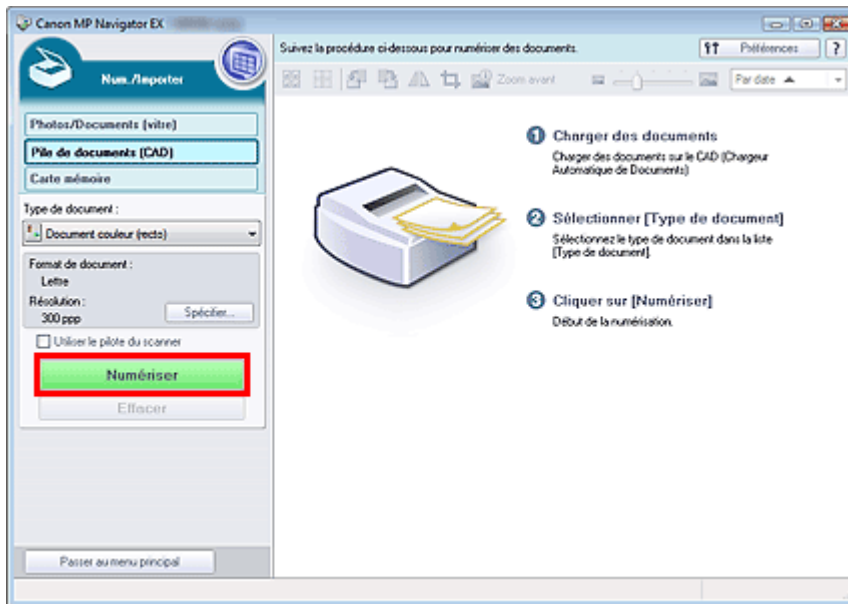 Canon MP Navigator EX
Num./Importer
Photos/Documents (vitre)
Pile de documents (CAD)
Carte mémoire
Type de document :
Document couleur (recto)
Format de document :
Lettre
Résolution :
300 ppp
Spécifier...
Utiliser le pilote du scanner
Numériser
Effacer
Passer au menu principal
Suivez la procédure ci-dessous pour numériser des documents.
Préférences
?
Zoom avant
Par date
1 Charger des documents
Charger des documents sur le CAD (Chargeur
Automatique de Documents)
2 Sélectionner [Type de document]
Sélectionnez le type de document dans la liste
[Type de document].
3 Cliquer sur [Numériser]
Début de la numérisation.